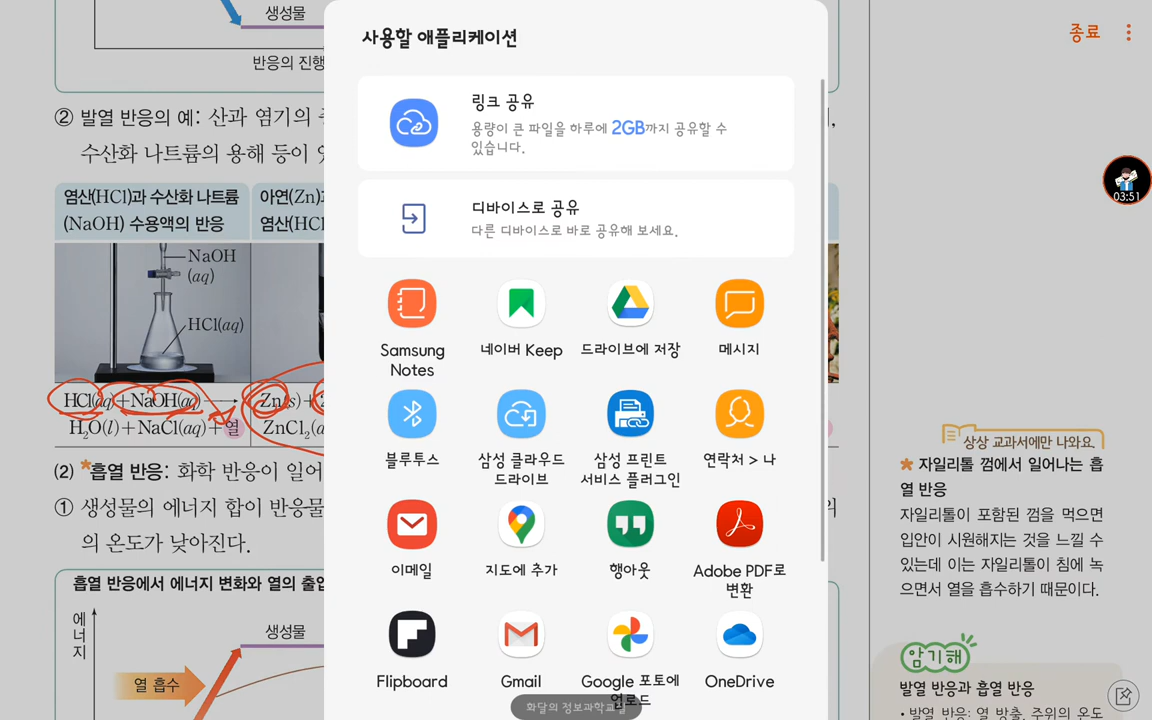 생성물
반응의 진행
② 발열 반응의 예: 산과 염기의
수산화 나트륨의 용해 등이
염산(HCl)과 수산화 나트륨
(NaOH) 수용액의 반응
아연(Zn)
염산(HC
NaOH
(aq)
HCl(aq)
HCl(aq)+NaOH(aq)
H₂O(l)+NaCl(aq)+열
Zn(s)+
ZnCl₂(a
(2) *흡열 반응: 화학 반응이 일어
① 생성물의 에너지 합이 반응물
의 온도가 낮아진다.
흡열 반응에서 에너지 변화와 열의 출입
에너지
생성물
열 흡수
사용할 애플리케이션
링크 공유
용량이 큰 파일을 하루에 2GB까지 공유할 수
있습니다.
디바이스로 공유
다른 디바이스로 바로 공유해 보세요.
Samsung
Notes
네이버 Keep
드라이브에 저장
메시지
블루투스
삼성 클라우드
드라이브
삼성 프린트
서비스 플러그인
연락처 > 나
이메일
지도에 추가
행아웃
Adobe PDF로
변환
Flipboard
Gmail
Google 포토에
업로드
OneDrive
화달의 정보과학교실
종료
03:51
상상 교과서에만 나와요.
* 자일리톨 껌에서 일어나는 흡
열 반응
자일리톨이 포함된 껌을 먹으면
입안이 시원해지는 것을 느낄 수
있는데 이는 자일리톨이 침에 녹
으면서 열을 흡수하기 때문이다.
암기해
발열 반응과 흡열 반응
• 발열 반응: 열 방출, 주위의 온도